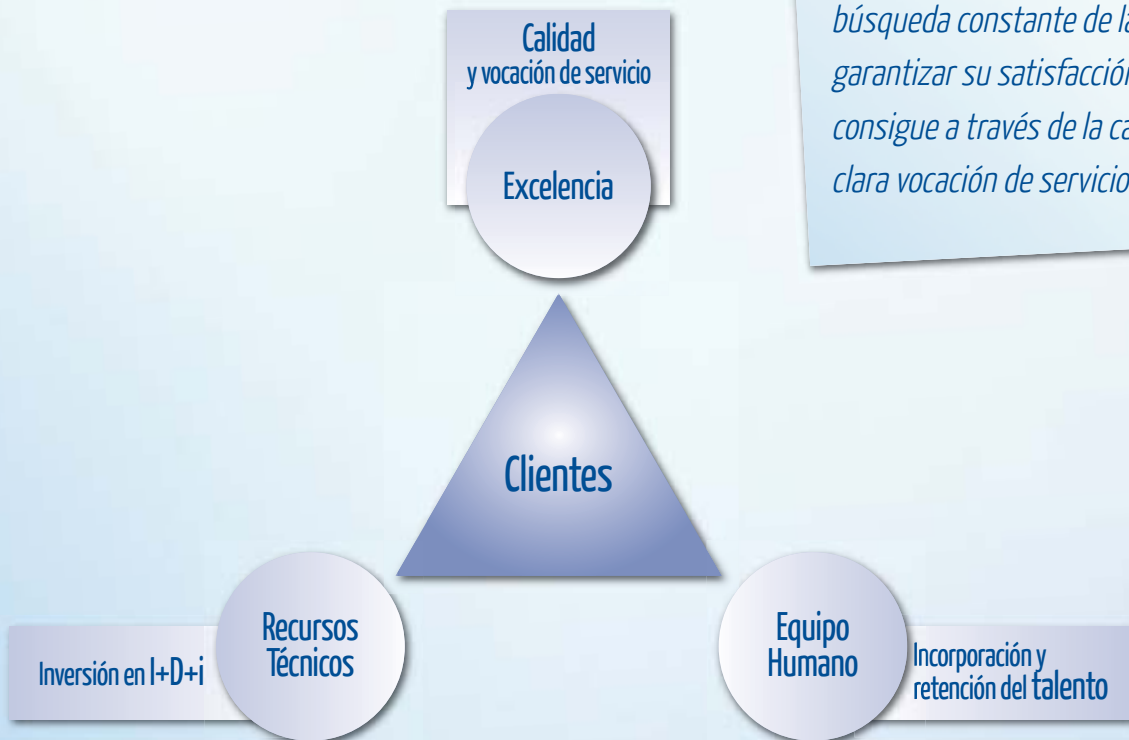 Calidad
y vocación de servicio
Excelencia
búsqueda constante de la
garantizar su satisfacción
consigue a través de la
clara vocación de servicio
Clientes
Recursos
Técnicos
Inversión en I+D+i
Equipo
Humano
Incorporación y
retención del talento